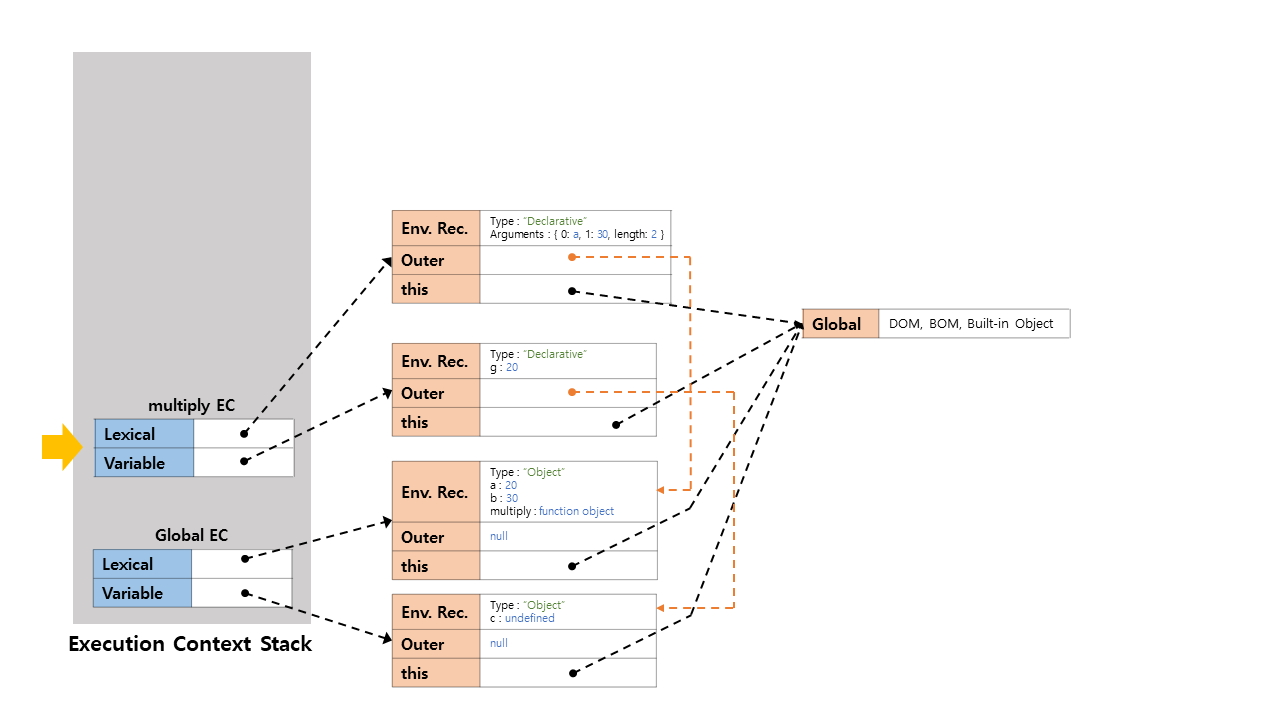 Env. Rec.
Type : “Declarative”
Arguments : { 0: a, 1: 30, length: 2 }
Outer
this
Global
DOM, BOM, Built-in Object
Env. Rec.
Type : “Declarative”
g : 20
Outer
this
multiply EC
Lexical
Variable
Env. Rec.
Type : “Object”
a : 20
b : 30
multiply : function object
Outer
null
this
Global EC
Lexical
Variable
Env. Rec.
Type : “Object”
c : undefined
Outer
null
this
Execution Context Stack